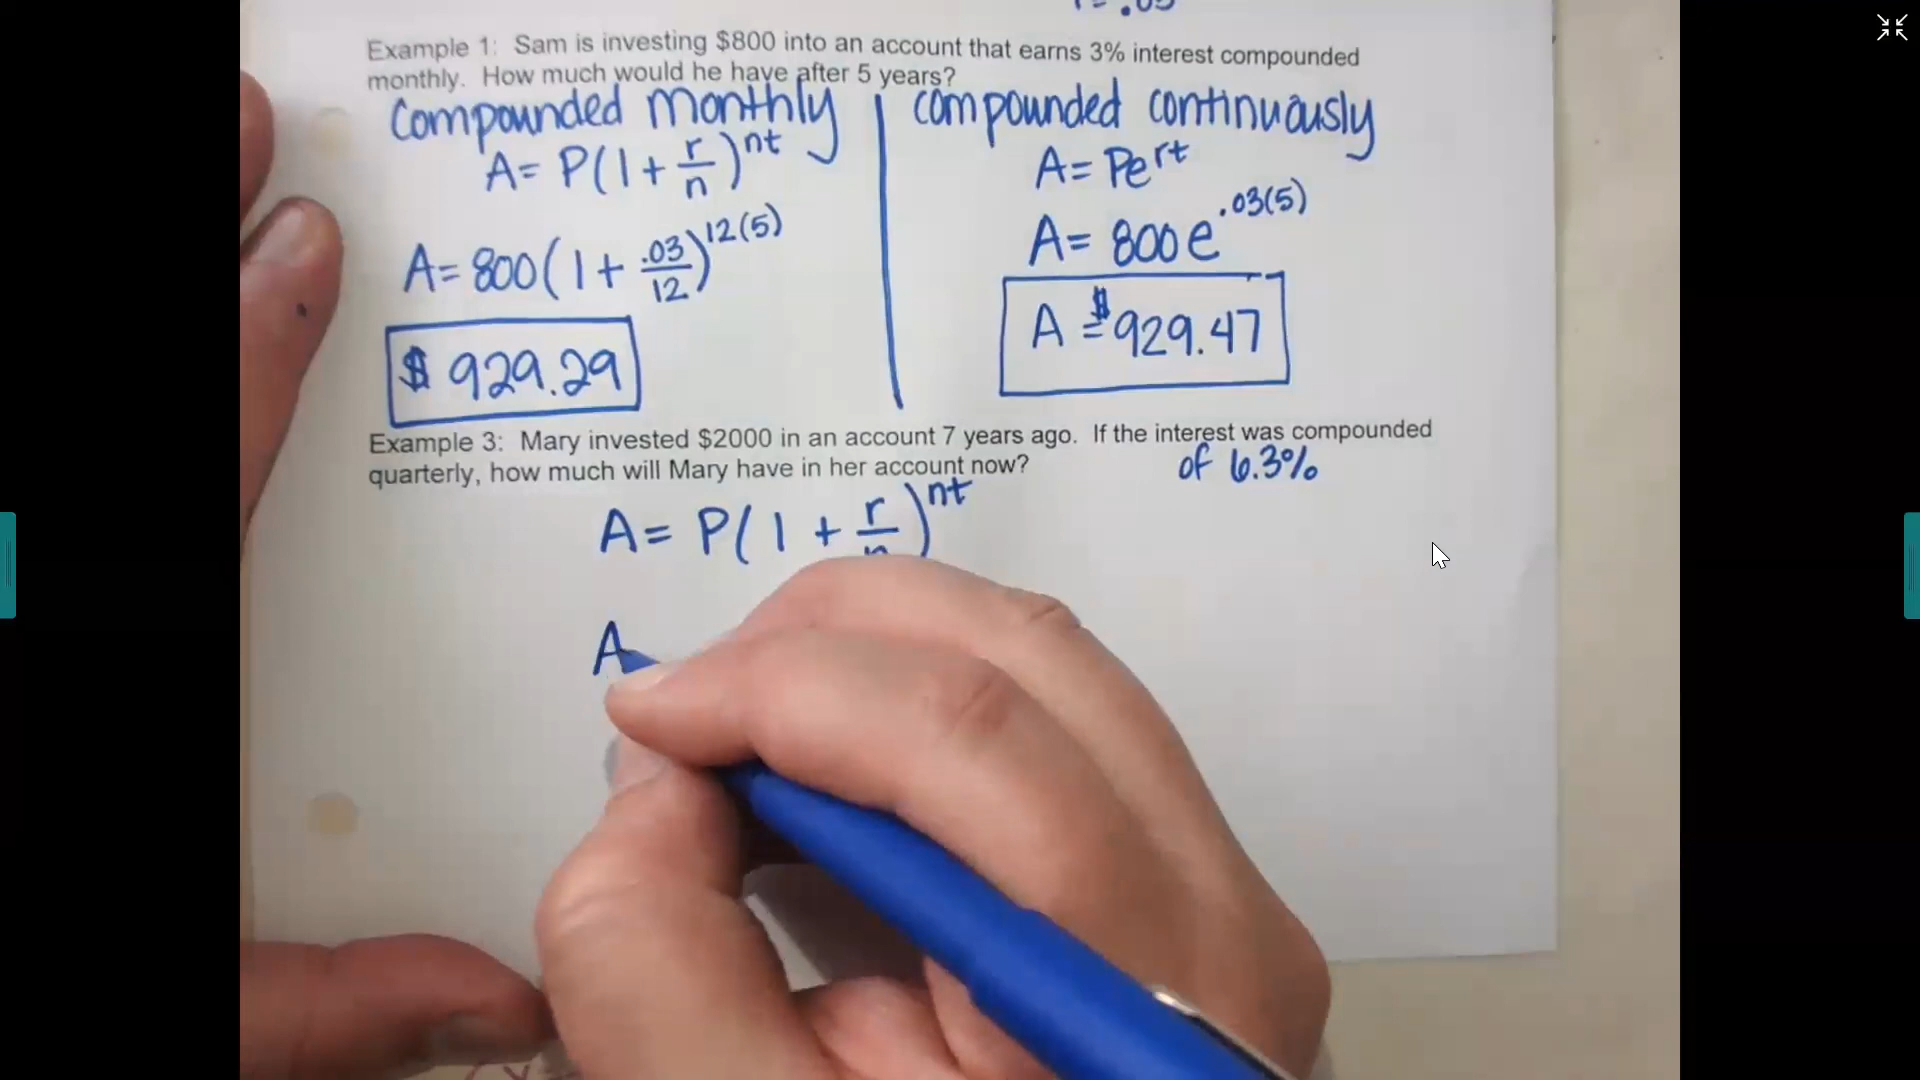 r = .03
Example 1: Sam is investing $800 into an account that earns 3% interest compounded
monthly. How much would he have after 5 years?
Compounded monthly
A = P(1 + r/n)^nt
A = 800(1 + .03/12)^12(5)
$ 929.29
compounded continuously
A = Pe^rt
A = 800e^.03(5)
A = $929.47
Example 3: Mary invested $2000 in an account 7 years ago. If the interest was compounded
quarterly, how much will Mary have in her account now?
of 6.3%
A = P(1 + r/n)^nt
A